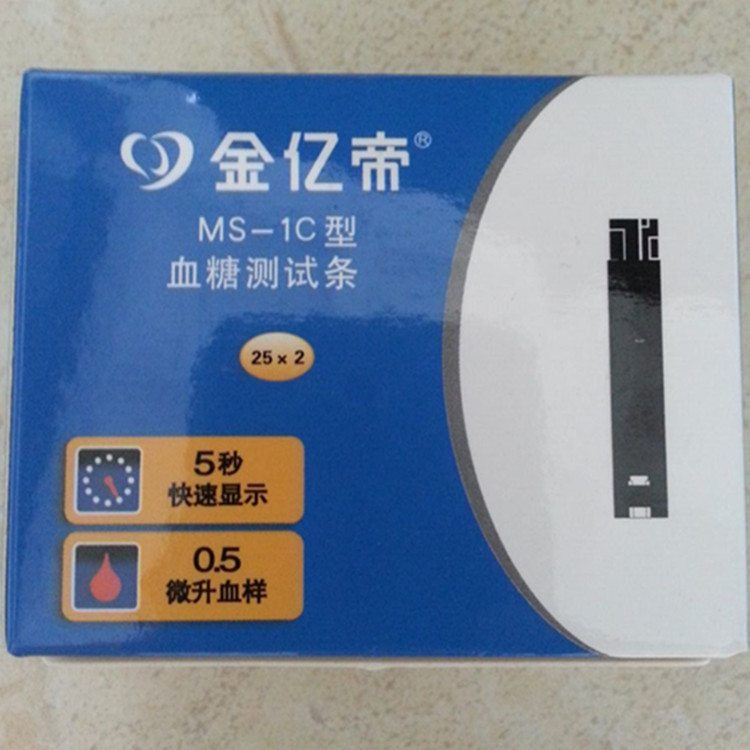 金亿帝®
MS-1C型
血糖测试条
25×2
5秒
快速显示
0.5
微升血样